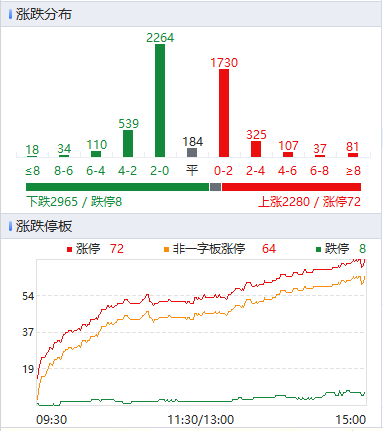 涨跌分布
18 34 110 539 2264 184 1730 325 107 37 81
≤8 8-6 6-4 4-2 2-0 平 0-2 2-4 4-6 6-8 ≥8
下跌2965 / 跌停8 上涨2280 / 涨停72
涨跌停板
涨停 72 非一字板涨停 64 跌停 8
54
37
19
09:30 11:30/13:00 15:00